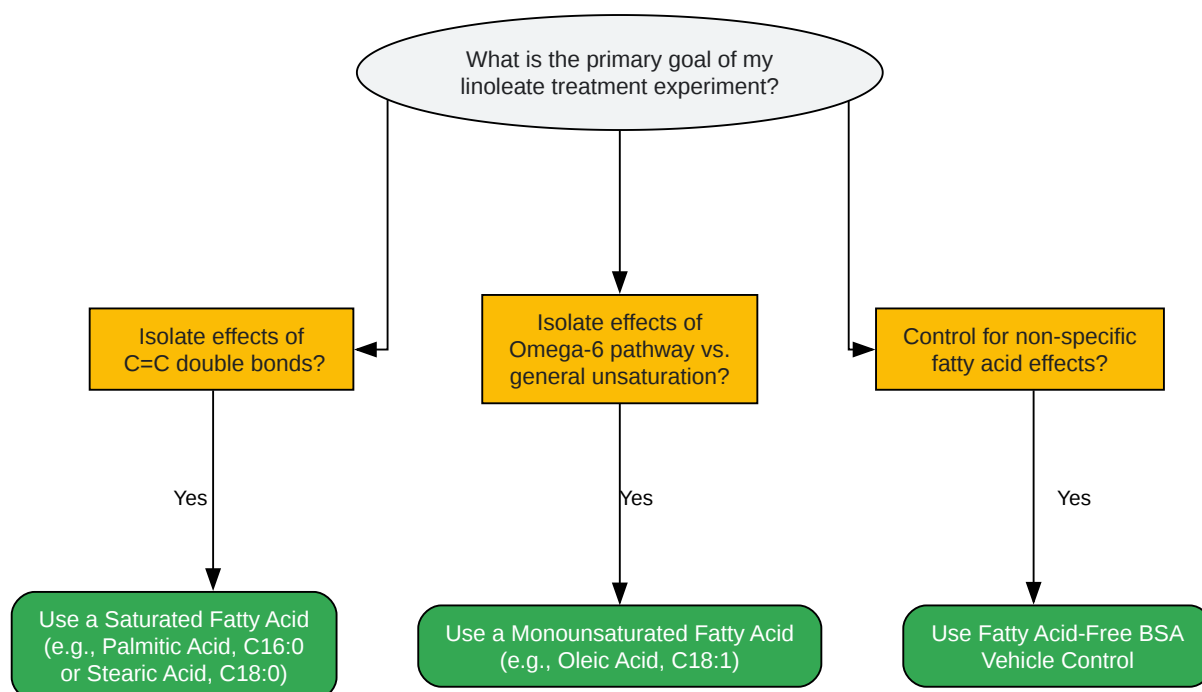 What is the primary goal of my
linoleate treatment experiment?
Isolate effects of
C=C double bonds?
Isolate effects of
Omega-6 pathway vs.
general unsaturation?
Control for non-specific
fatty acid effects?
Yes
Yes
Yes
Use a Saturated Fatty Acid
(e.g., Palmitic Acid, C16:0
or Stearic Acid, C18:0)
Use a Monounsaturated Fatty Acid
(e.g., Oleic Acid, C18:1)
Use Fatty Acid-Free BSA
Vehicle Control